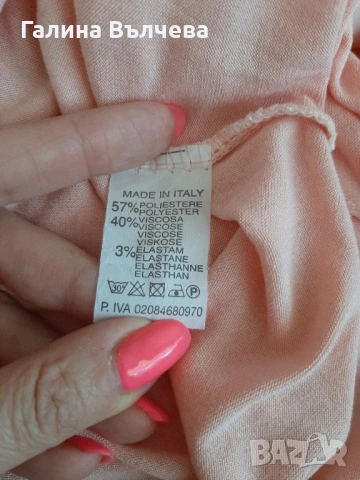 Галина Вълчева
MADE IN ITALY
57% POLIESTERE
POLYESTER
40% VISCOSA
VISCOSE
VISCOSE
VISKOSE
3% ELASTAM
ELASTANE
ELASTHANNE
ELASTHAN
30° P
P. IVA 02084680970
BAZAR